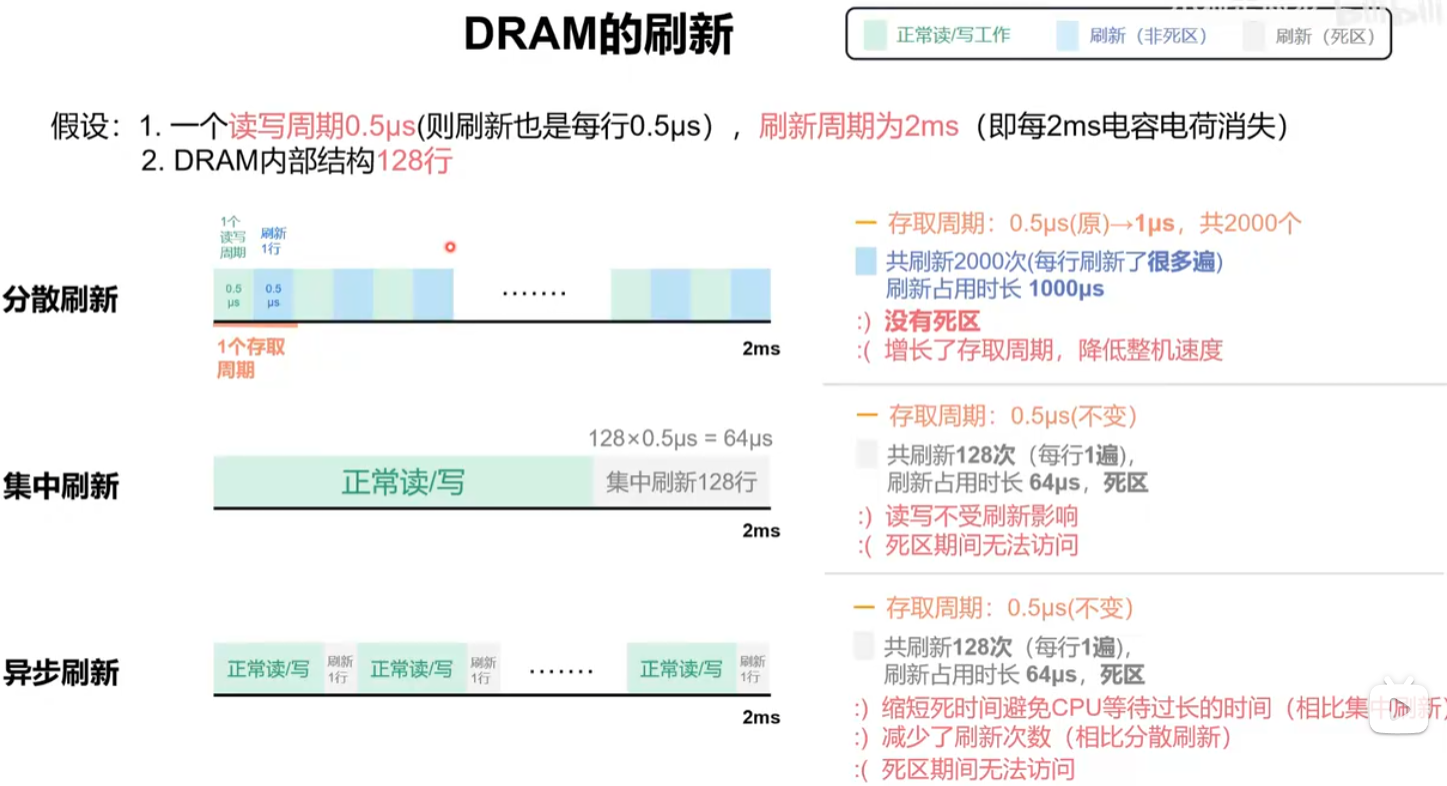 DRAM的刷新
正常读/写工作
刷新（非死区）
刷新（死区）
假设：1. 一个读写周期0.5μs(则刷新也是每行0.5μs），刷新周期为2ms（即每2ms电容电荷消失）
2. DRAM内部结构128行
分散刷新
1个
读写
周期
刷新
1行
0.5
μs
0.5
μs
·······
1个存取
周期
2ms
存取周期：0.5μs(原)→1μs，共2000个
共刷新2000次(每行刷新了很多遍)
刷新占用时长 1000μs
:) 没有死区
:( 增长了存取周期，降低整机速度
集中刷新
128×0.5μs = 64μs
正常读/写
集中刷新128行
2ms
存取周期：0.5μs(不变）
共刷新128次（每行1遍)，
刷新占用时长 64μs，死区
:) 读写不受刷新影响
:( 死区期间无法访问
异步刷新
正常读/写
刷新
1行
正常读/写
刷新
1行
·······
正常读/写
刷新
1行
2ms
存取周期：0.5μs(不变）
共刷新128次（每行1遍)，
刷新占用时长 64μs，死区
:) 缩短死时间避免CPU等待过长的时间（相比集中刷新）
:) 减少了刷新次数（相比分散刷新）
:( 死区期间无法访问